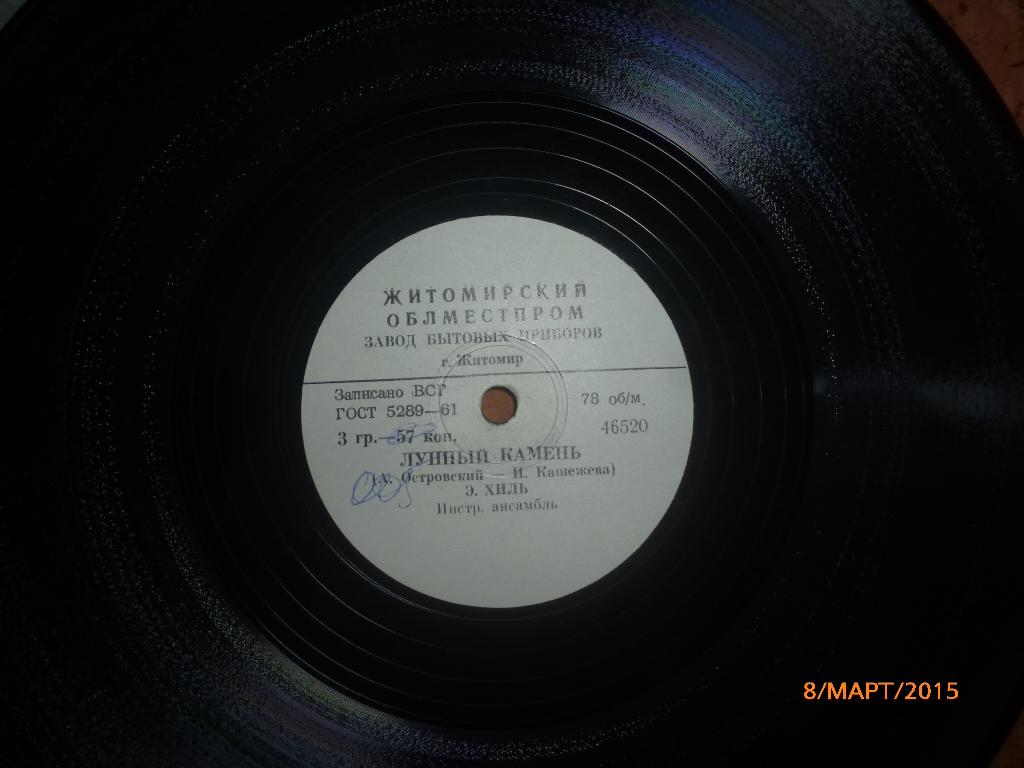 ЖИТОМИРСКИЙ
ОБЛМЕСТПРОМ
ЗАВОД БЫТОВЫХ ПРИБОРОВ
г. Житомир
Записано ВСГ
ГОСТ 5289—61
78 об/м.
3 гр.—57 коп.
46520
ЛУННЫЙ КАМЕНЬ
(А. Островский — И. Кашежева)
Э. ХИЛЬ
Инстр. ансамбль
8/МАРТ/2015